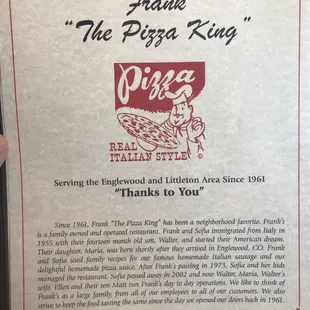 Frank
"The Pizza King"
Pizza
REAL
ITALIAN STYLE ©
Serving the Englewood and Littleton Area Since 1961
"Thanks to You"
Since 1961, Frank "The Pizza King" has been a neighborhood favorite. Frank's
is a family owned and operated restaurant. Frank and Sofia immigrated from Italy in
1955 with their fourteen month old son, Walter, and started their American dream.
Their daughter, Maria, was born shortly after they arrived in Englewood, CO. Frank
and Sofia used family recipes for our famous homemade Italian sausage and our
delightful homemade pizza sauce. After Frank's passing in 1973, Sofia and her kids
managed the restaurant. Sofia passed away in 2002 and now Walter, Maria, Walter's
wife, Ellen and their son Matt run Frank's day to day operations. We like to think of
Frank's as a large family, from all of our employees to all of our customers. We also
strive to keep the food tasting the same since the day we opened our doors back in 1961.